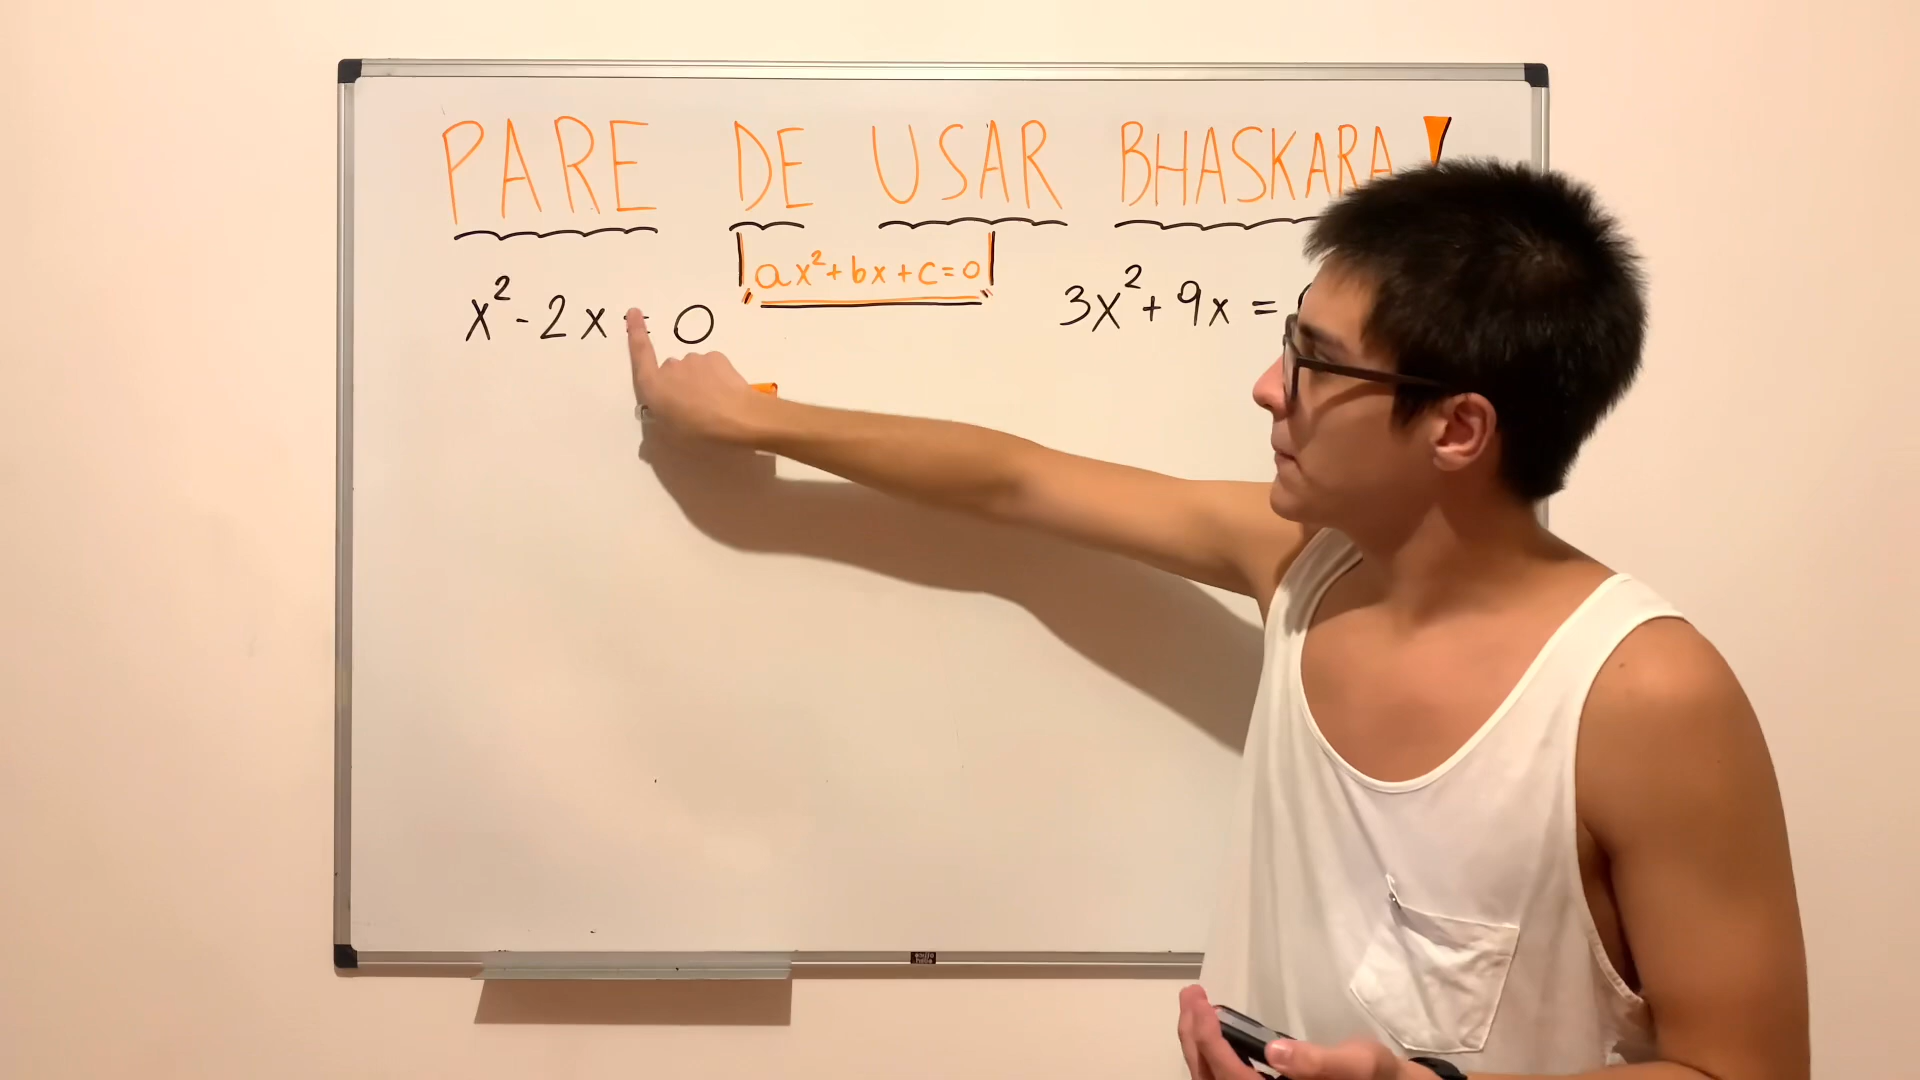 PARE DE USAR BHASKARA!
ax²+bx+c=0
x²-2x=0
3x²+9x=